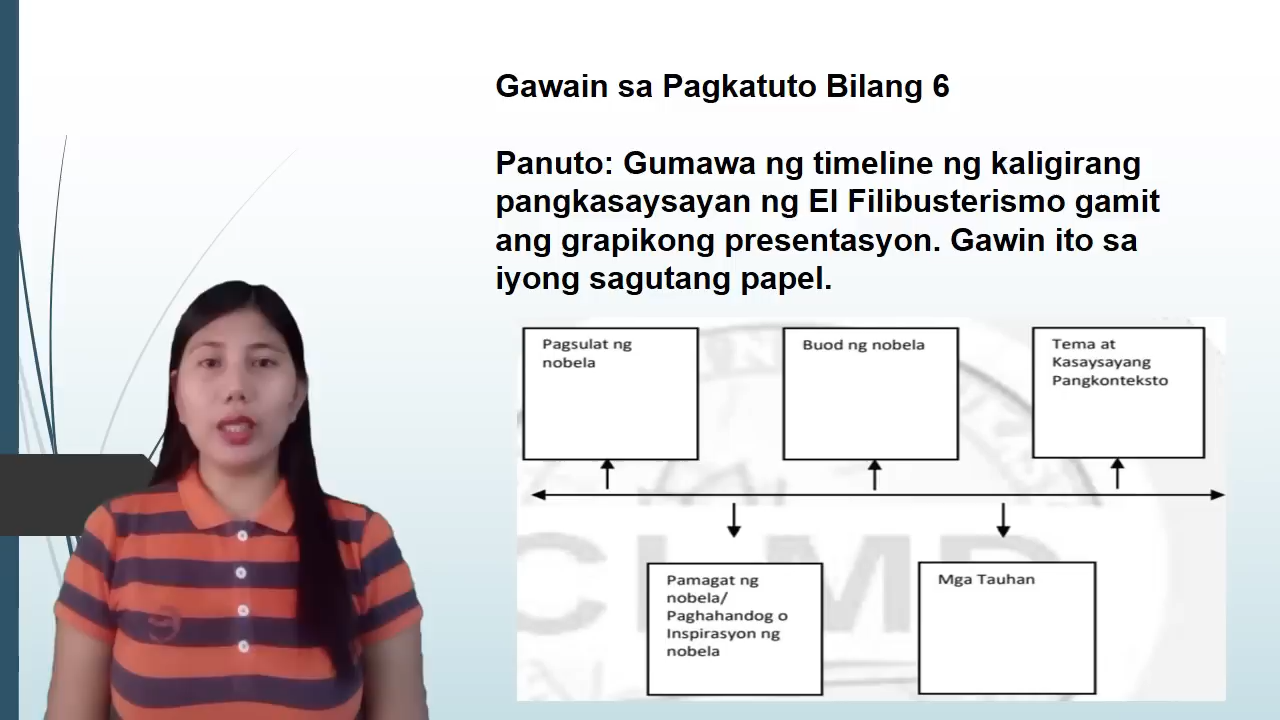 Gawain sa Pagkatuto Bilang 6
Panuto: Gumawa ng timeline ng kaligirang
pangkasaysayan ng El Filibusterismo gamit
ang grapikong presentasyon. Gawin ito sa
iyong sagutang papel.
Pagsulat ng
nobela
Buod ng nobela
Tema at
Kasaysayang
Pangkonteksto
Pamagat ng
nobela/
Paghahandog o
Inspirasyon ng
nobela
Mga Tauhan
CLMD